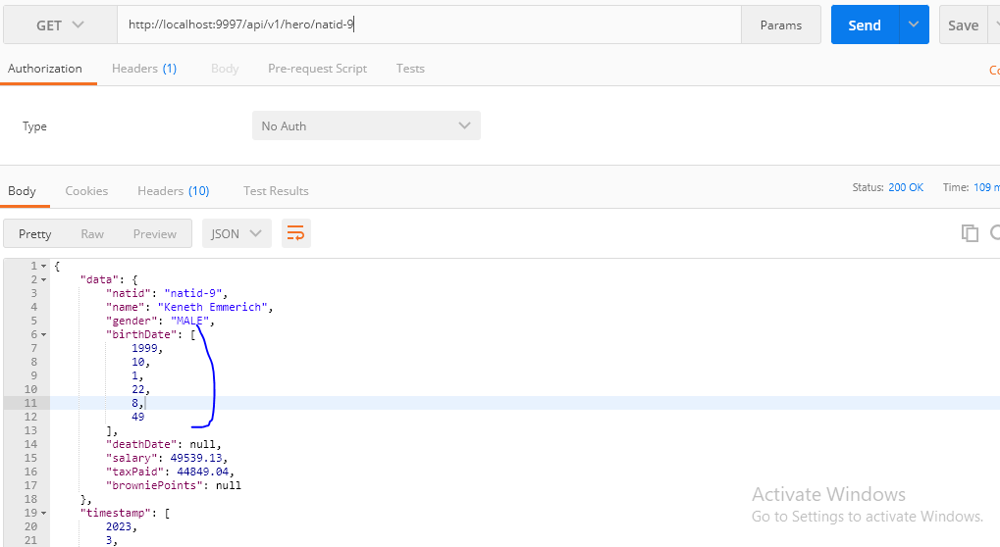 GET http://localhost:9997/api/v1/hero/natid-9 Params Send Save
Authorization Headers (1) Body Pre-request Script Tests
Type No Auth
Body Cookies Headers (10) Test Results Status: 200 OK Time: 109
Pretty Raw Preview JSON
1 {
2 "data": {
3 "natid": "natid-9",
4 "name": "Keneth Emmerich",
5 "gender": "MALE",
6 "birthDate": [
7 1999,
8 10,
9 1,
10 22,
11 8,
12 49
13 ],
14 "deathDate": null,
15 "salary": 49539.13,
16 "taxPaid": 44849.04,
17 "browniePoints": null
18 },
19 "timestamp": [
20 2023,
21 3,
Activate Windows
Go to Settings to activate Windows.